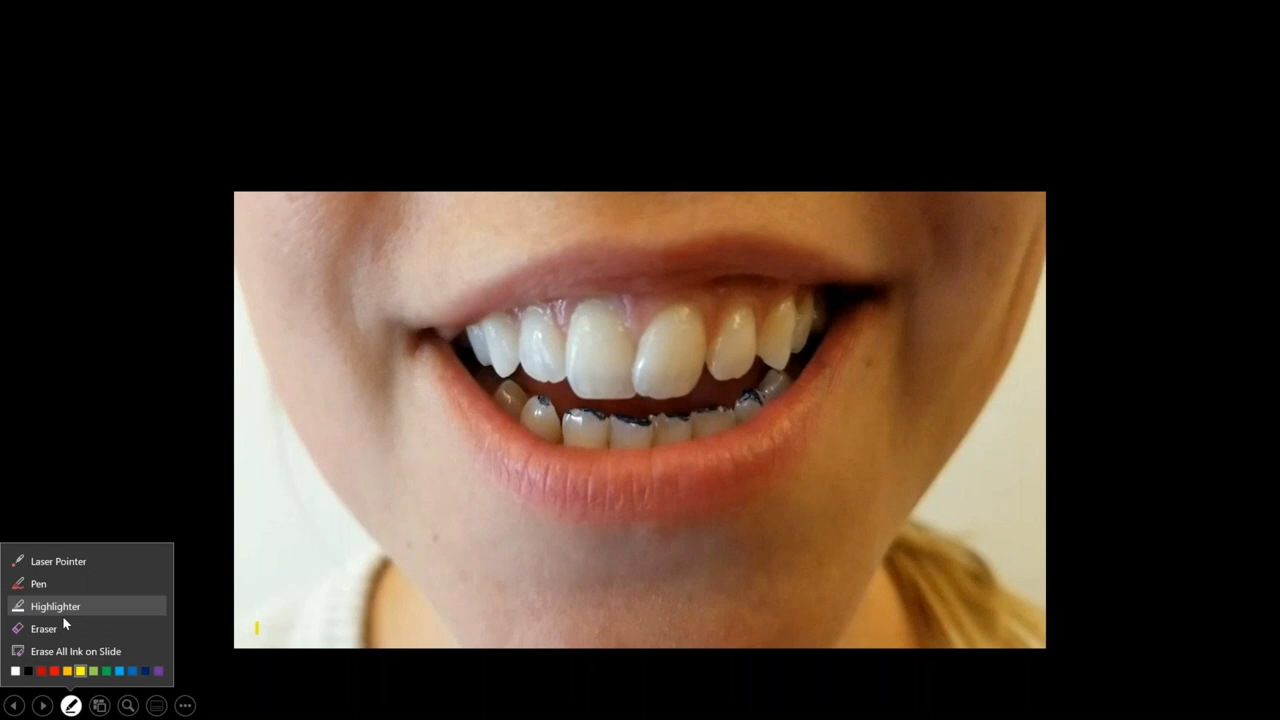 Laser Pointer
Pen
Highlighter
Eraser
Erase All Ink on Slide